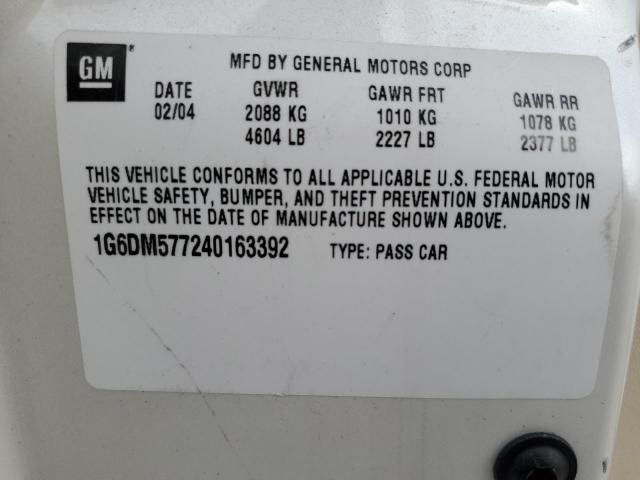 GM ®
MFD BY GENERAL MOTORS CORP
DATE GVWR GAWR FRT GAWR RR
02/04 2088 KG 1010 KG 1078 KG
4604 LB 2227 LB 2377 LB
THIS VEHICLE CONFORMS TO ALL APPLICABLE U.S. FEDERAL MOTOR
VEHICLE SAFETY, BUMPER, AND THEFT PREVENTION STANDARDS IN
EFFECT ON THE DATE OF MANUFACTURE SHOWN ABOVE.
1G6DM577240163392 TYPE: PASS CAR